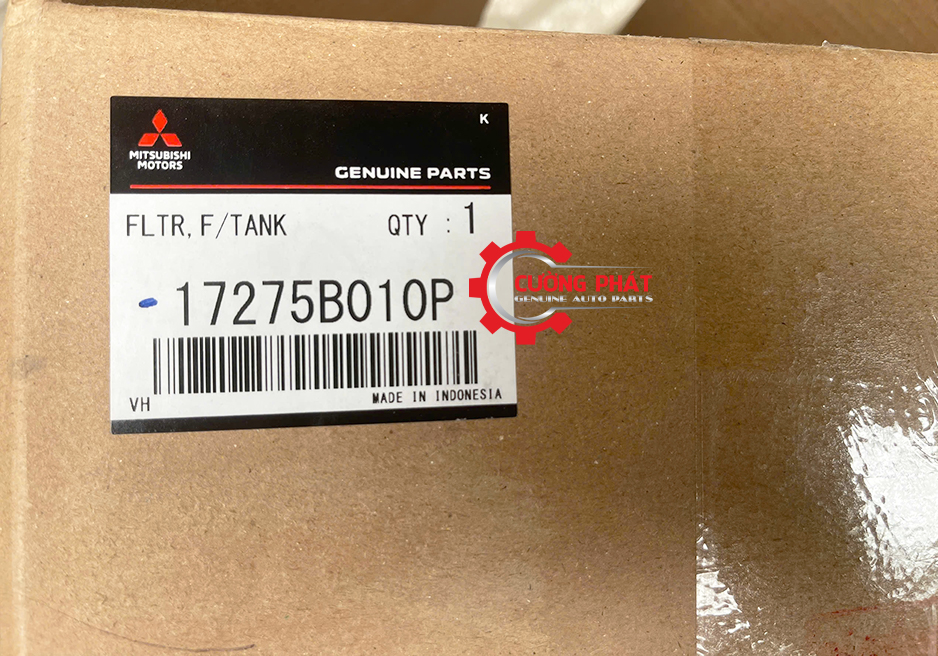 K
MITSUBISHI
MOTORS
GENUINE PARTS
FLTR, F/TANK QTY : 1
17275B010P
VH MADE IN INDONESIA
CƯỜNG PHÁT
GENUINE AUTO PARTS